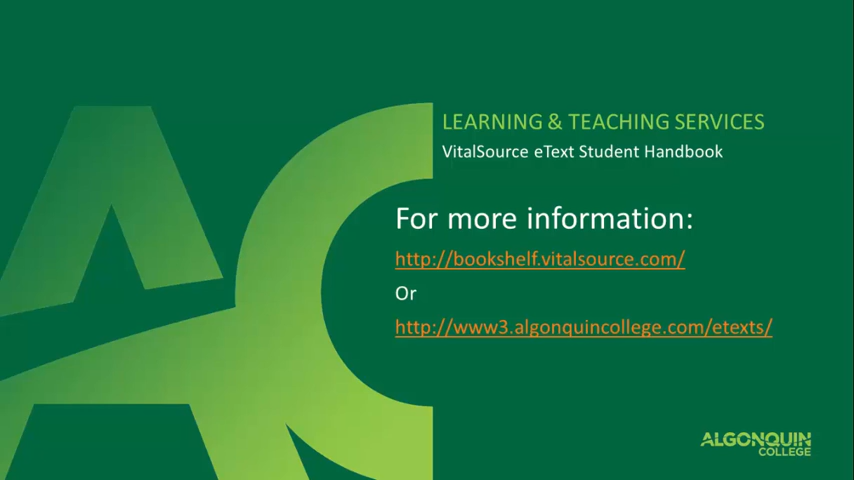 LEARNING & TEACHING SERVICES
VitalSource eText Student Handbook
For more information:
http://bookshelf.vitalsource.com/
Or
http://www3.algonquincollege.com/etexts/
ALGONQUIN
COLLEGE